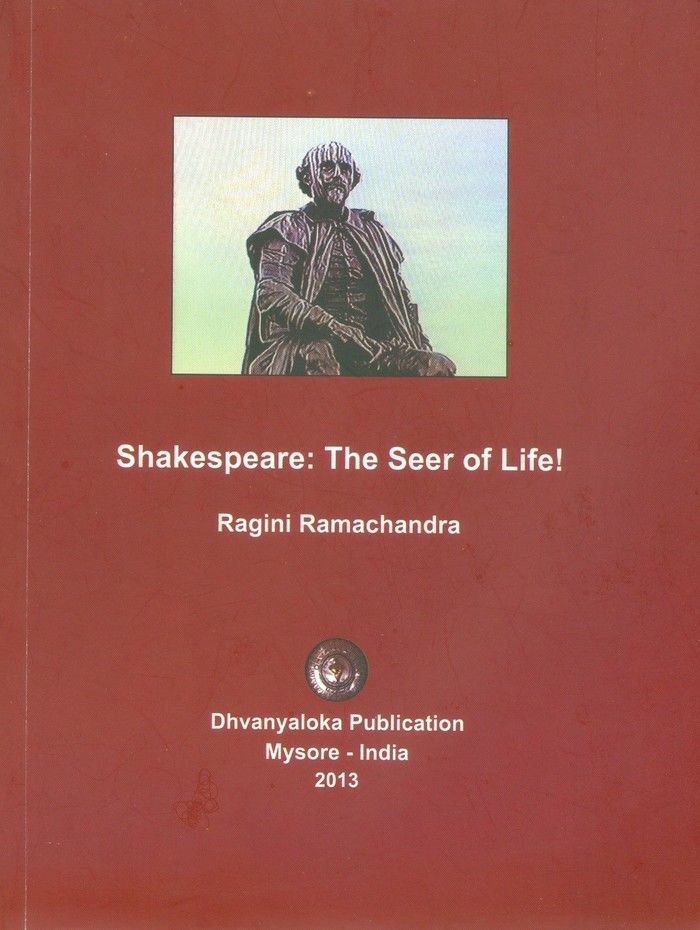 Shakespeare: The Seer of Life!
Ragini Ramachandra
Dhvanyaloka Publication
Mysore - India
2013